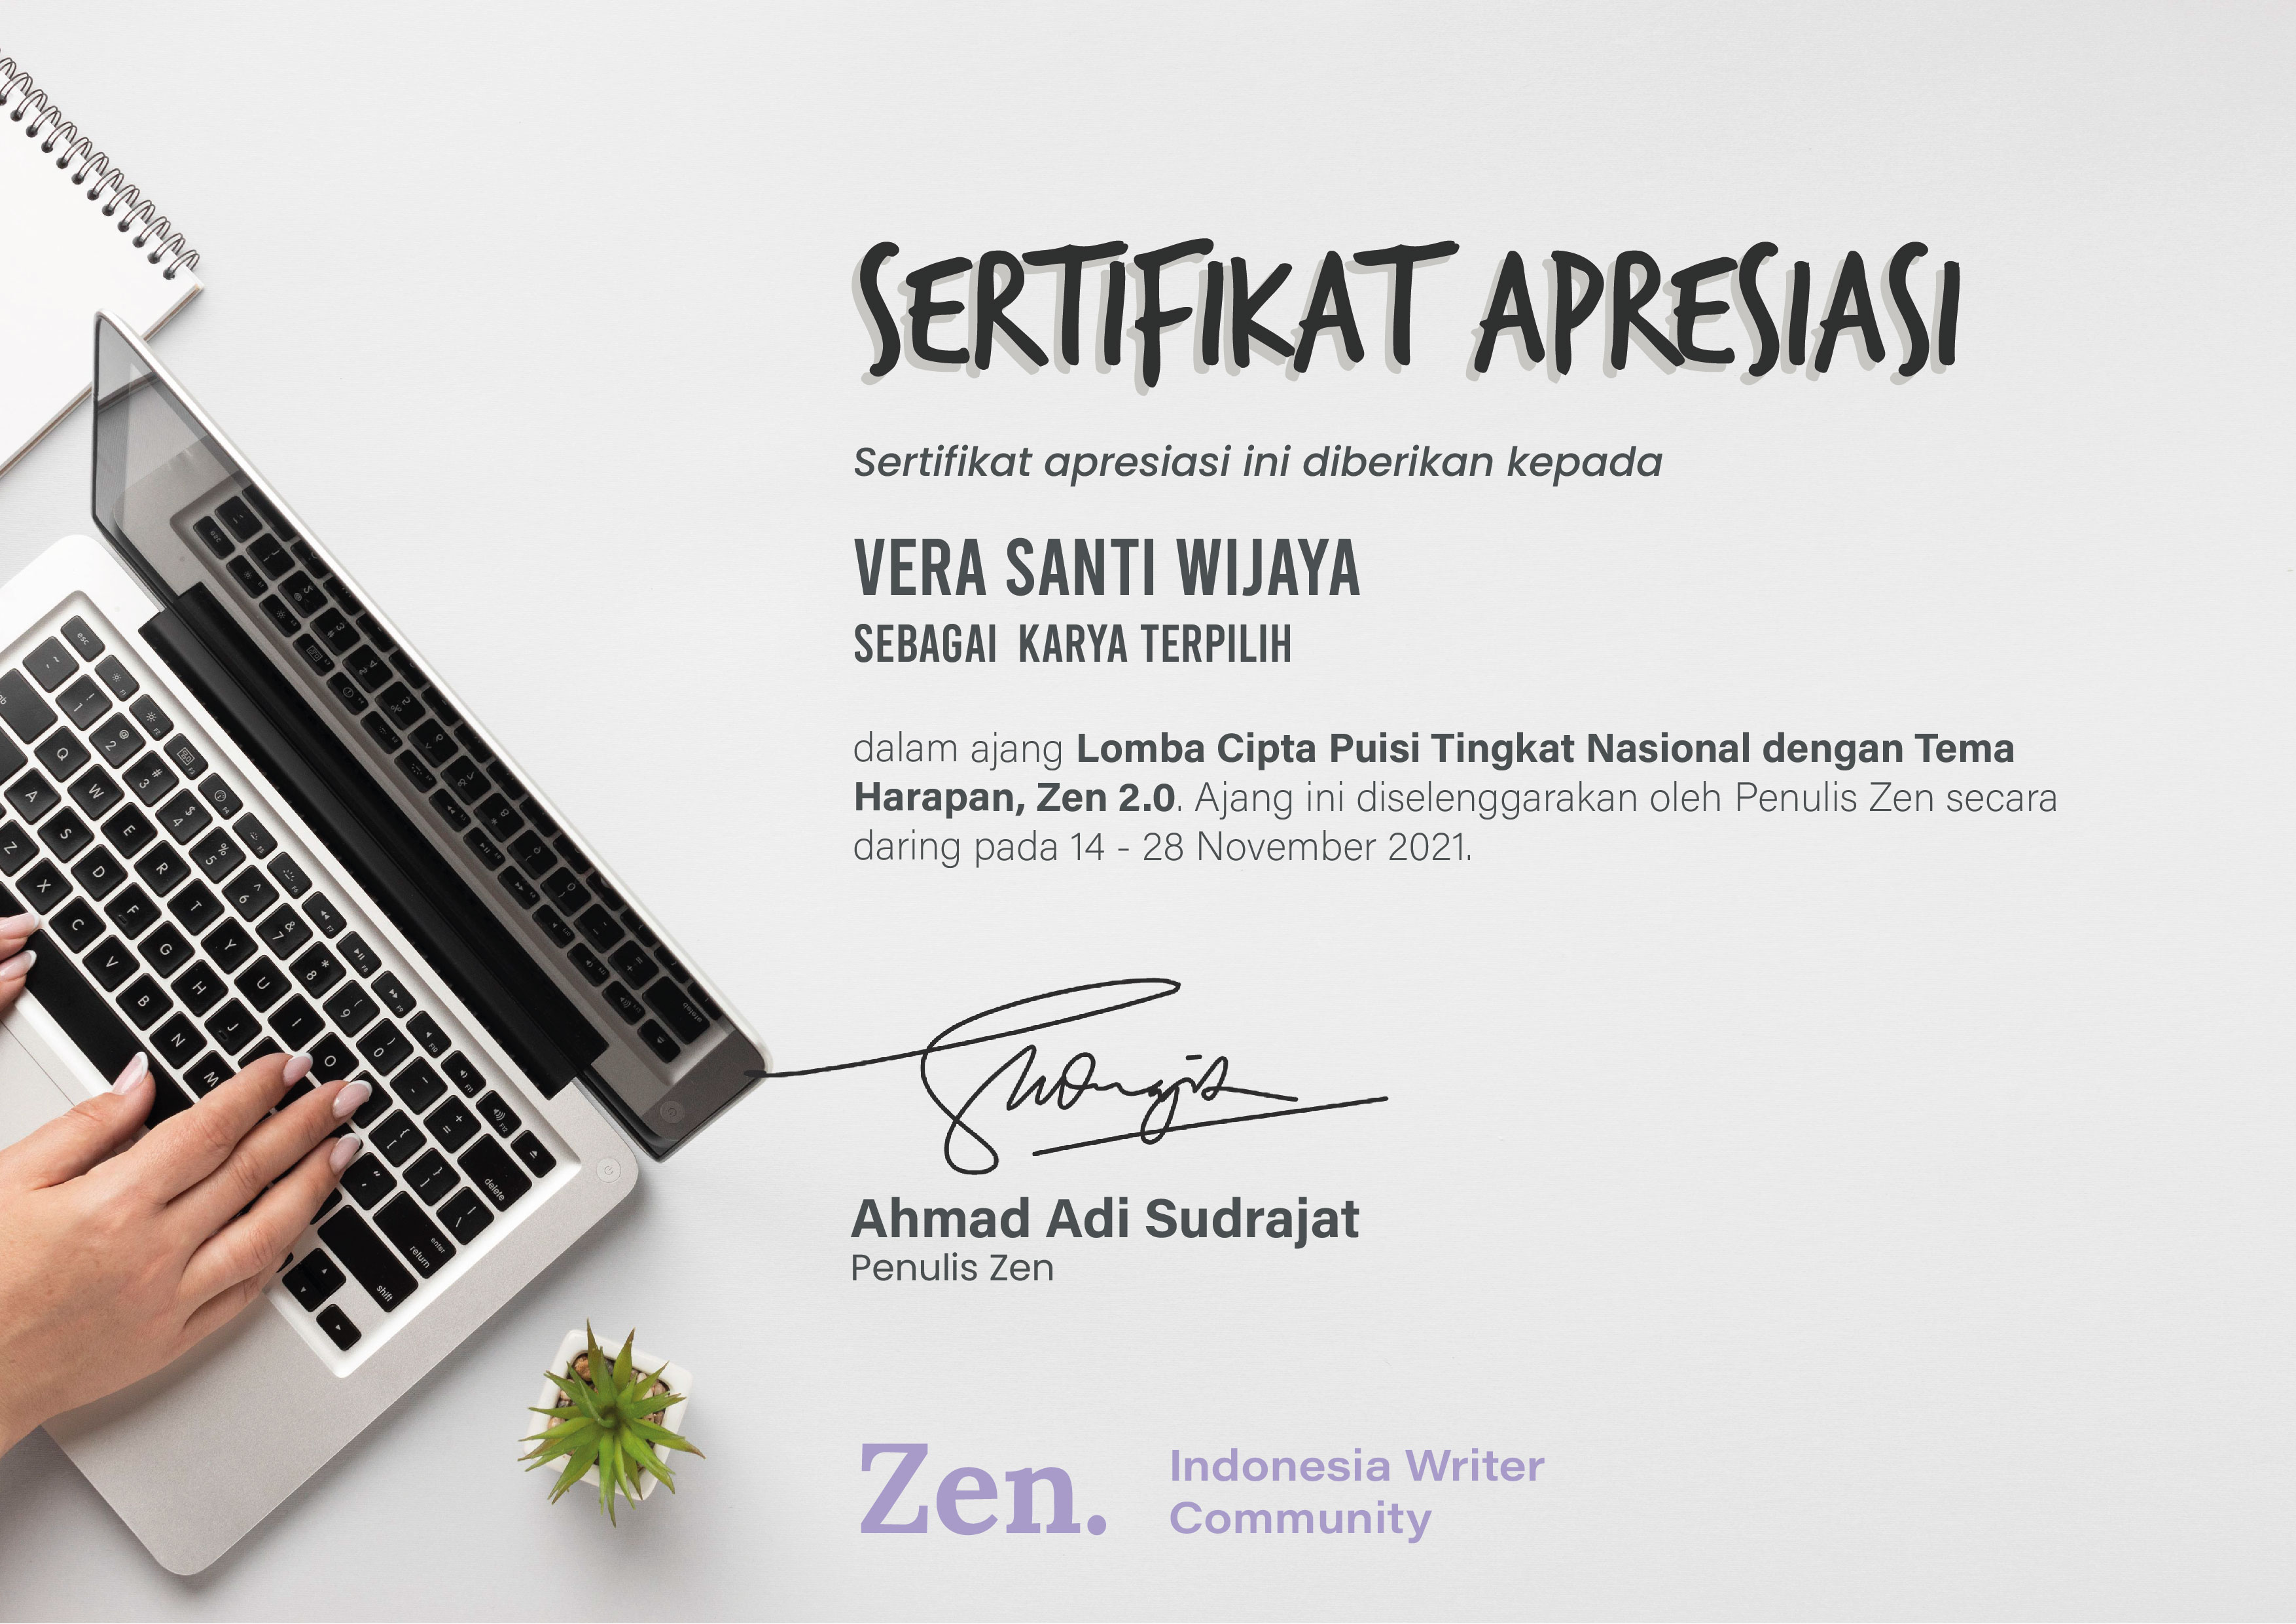 SERTIFIKAT APRESIASI
Sertifikat apresiasi ini diberikan kepada
VERA SANTI WIJAYA
SEBAGAI KARYA TERPILIH
dalam ajang Lomba Cipta Puisi Tingkat Nasional dengan Tema
Harapan, Zen 2.0. Ajang ini diselenggarakan oleh Penulis Zen secara
daring pada 14 - 28 November 2021.
Ahmad Adi Sudrajat
Penulis Zen
Zen.
Indonesia Writer
Community